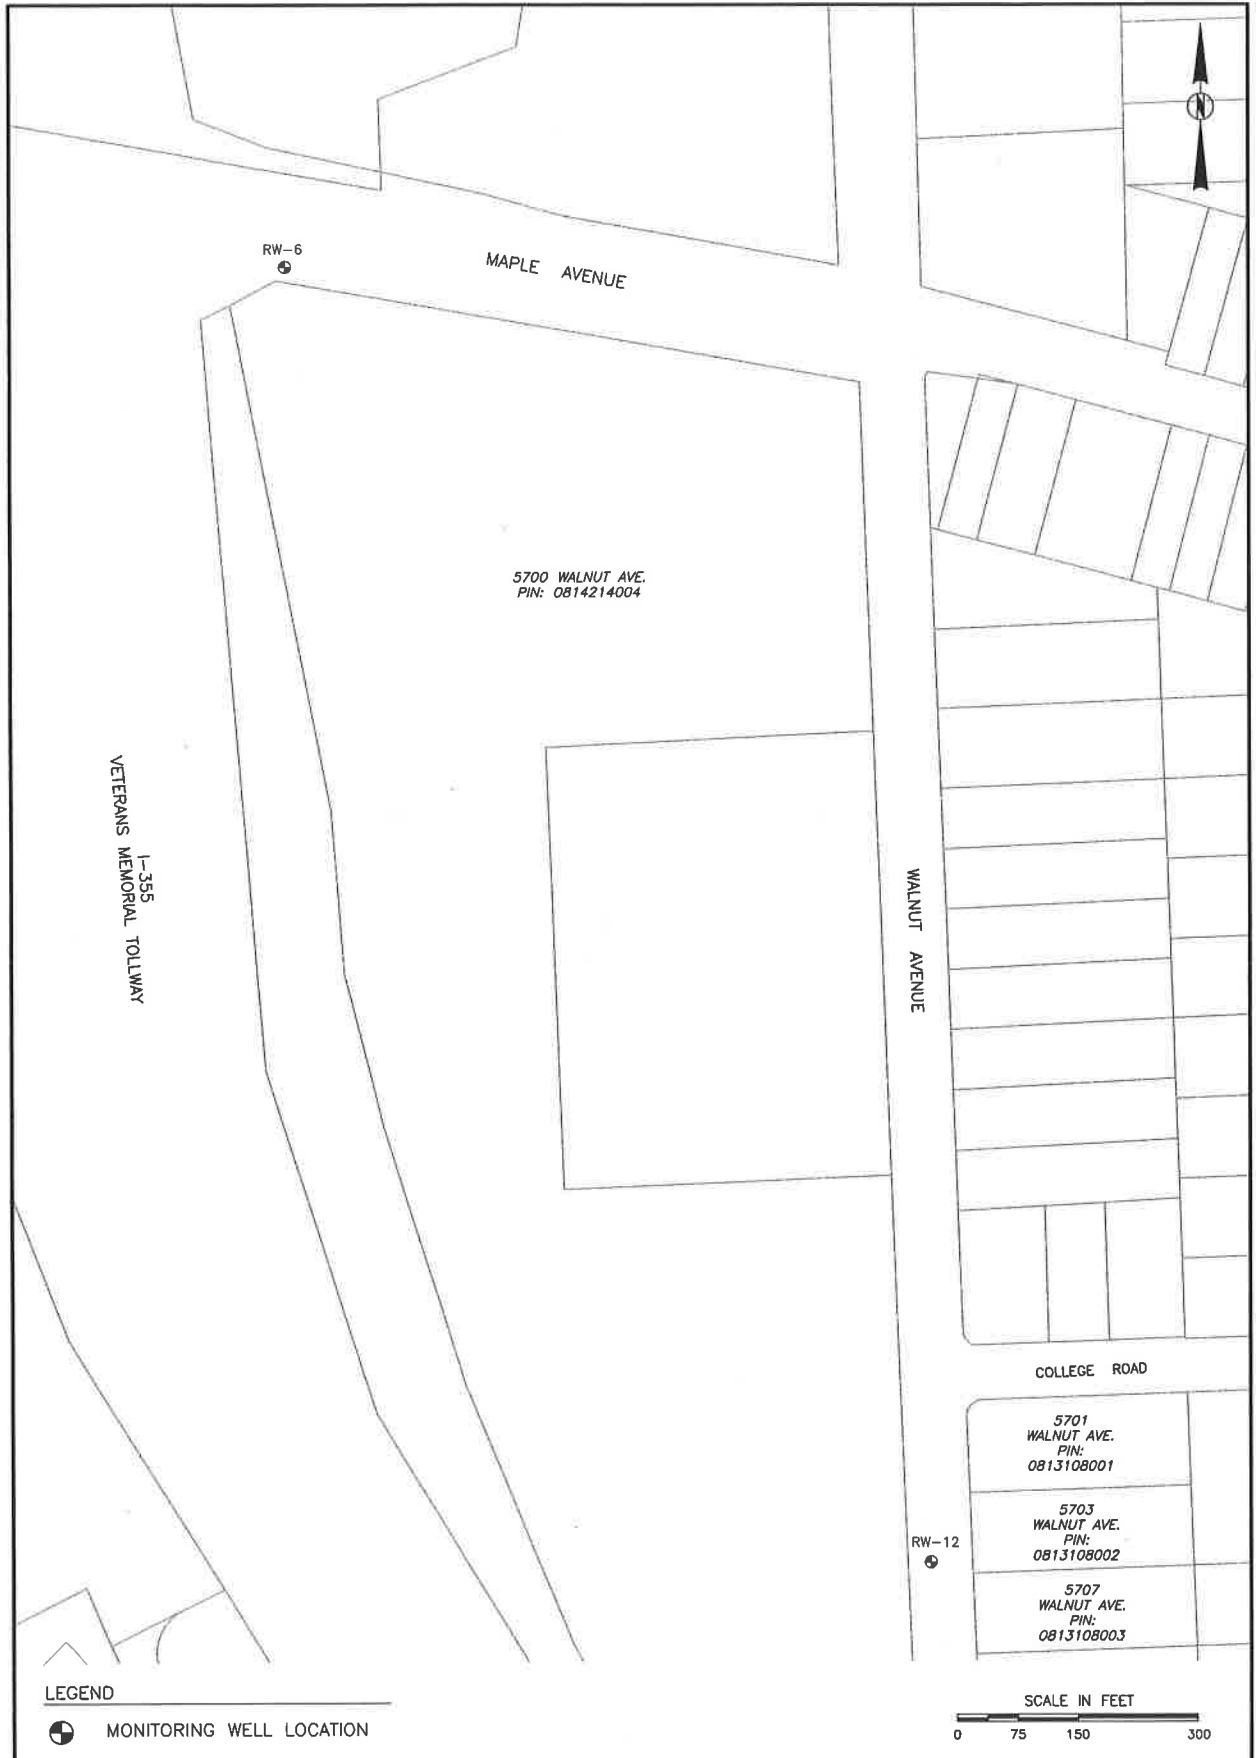 N
RW-6
MAPLE AVENUE
5700 WALNUT AVE.
PIN: 0814214004
I-355
VETERANS MEMORIAL TOLLWAY
WALNUT AVENUE
COLLEGE ROAD
5701
WALNUT AVE.
PIN:
0813108001
5703
WALNUT AVE.
PIN:
0813108002
RW-12
5707
WALNUT AVE.
PIN:
0813108003
LEGEND
MONITORING WELL LOCATION
SCALE IN FEET
0 75 150 300